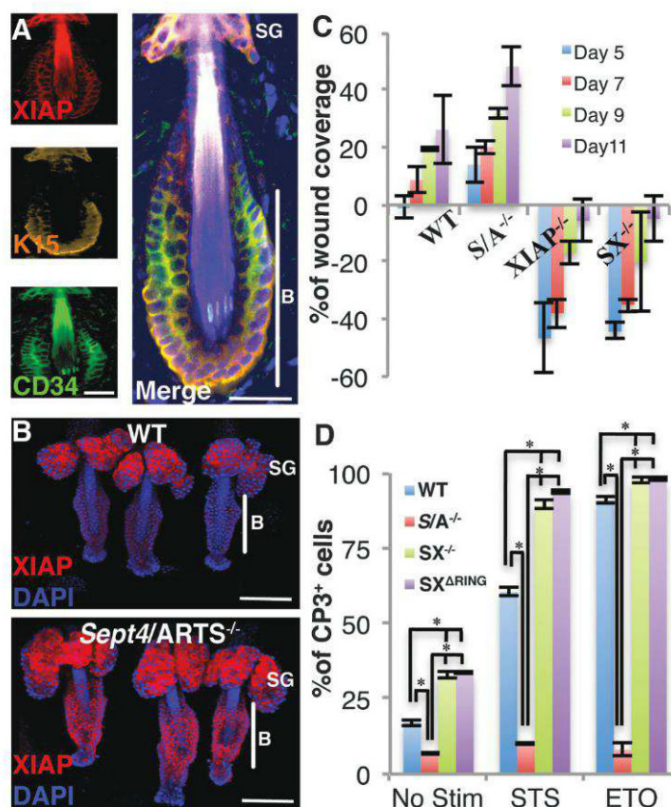 A
XIAP
K15
CD34
SG
B
Merge
C
%of wound coverage
60
40
20
0
-20
-40
-60
Day 5
Day 7
Day 9
Day11
WT
S/A-/-
XIAP-/-
SX-/-
B
WT
SG
B
XIAP
DAPI
Sept4/ARTS-/-
SG
B
XIAP
DAPI
D
%of CP3+ cells
100
75
50
25
0
WT
S/A-/-
SX-/-
SXΔRING
* * * * * * * * *
No Stim STS ETO